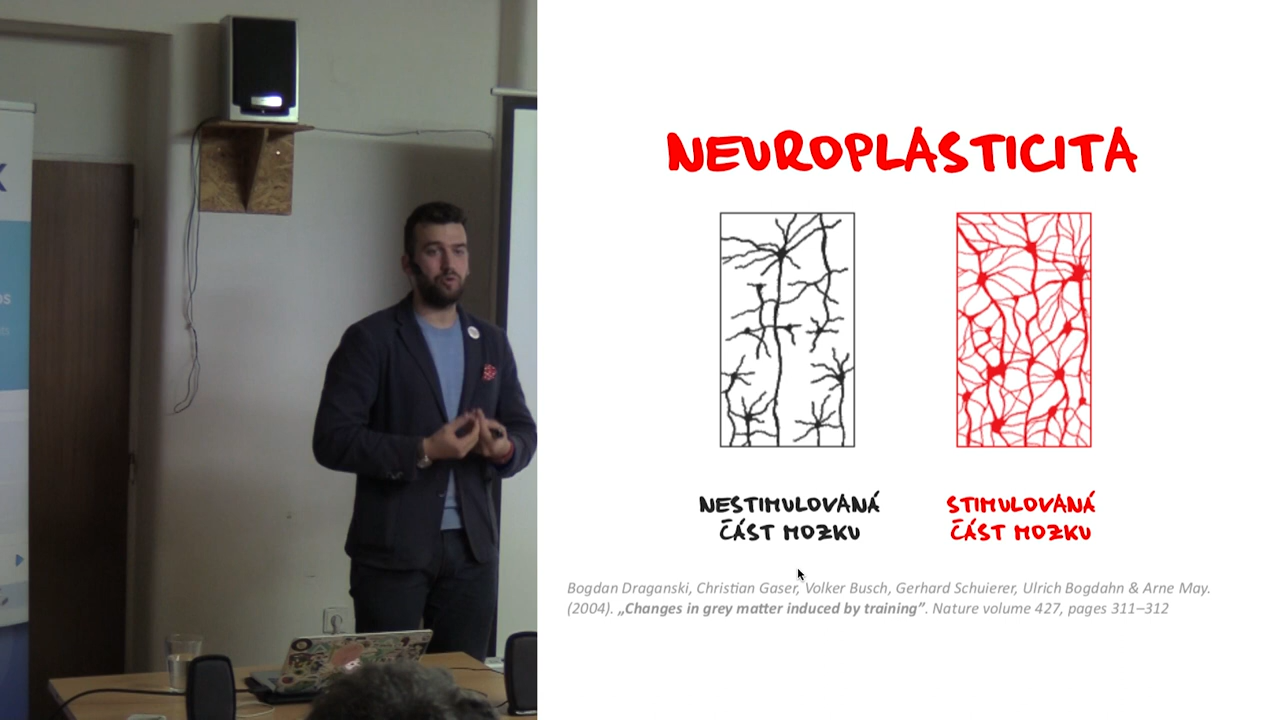 NEUROPLASTICITA
NESTIMULOVANÁ
ČÁST MOZKU
STIMULOVANÁ
ČÁST MOZKU
Bogdan Draganski, Christian Gaser, Volker Busch, Gerhard Schuierer, Ulrich Bogdahn & Arne May.
(2004). „Changes in grey matter induced by training”. Nature volume 427, pages 311–312